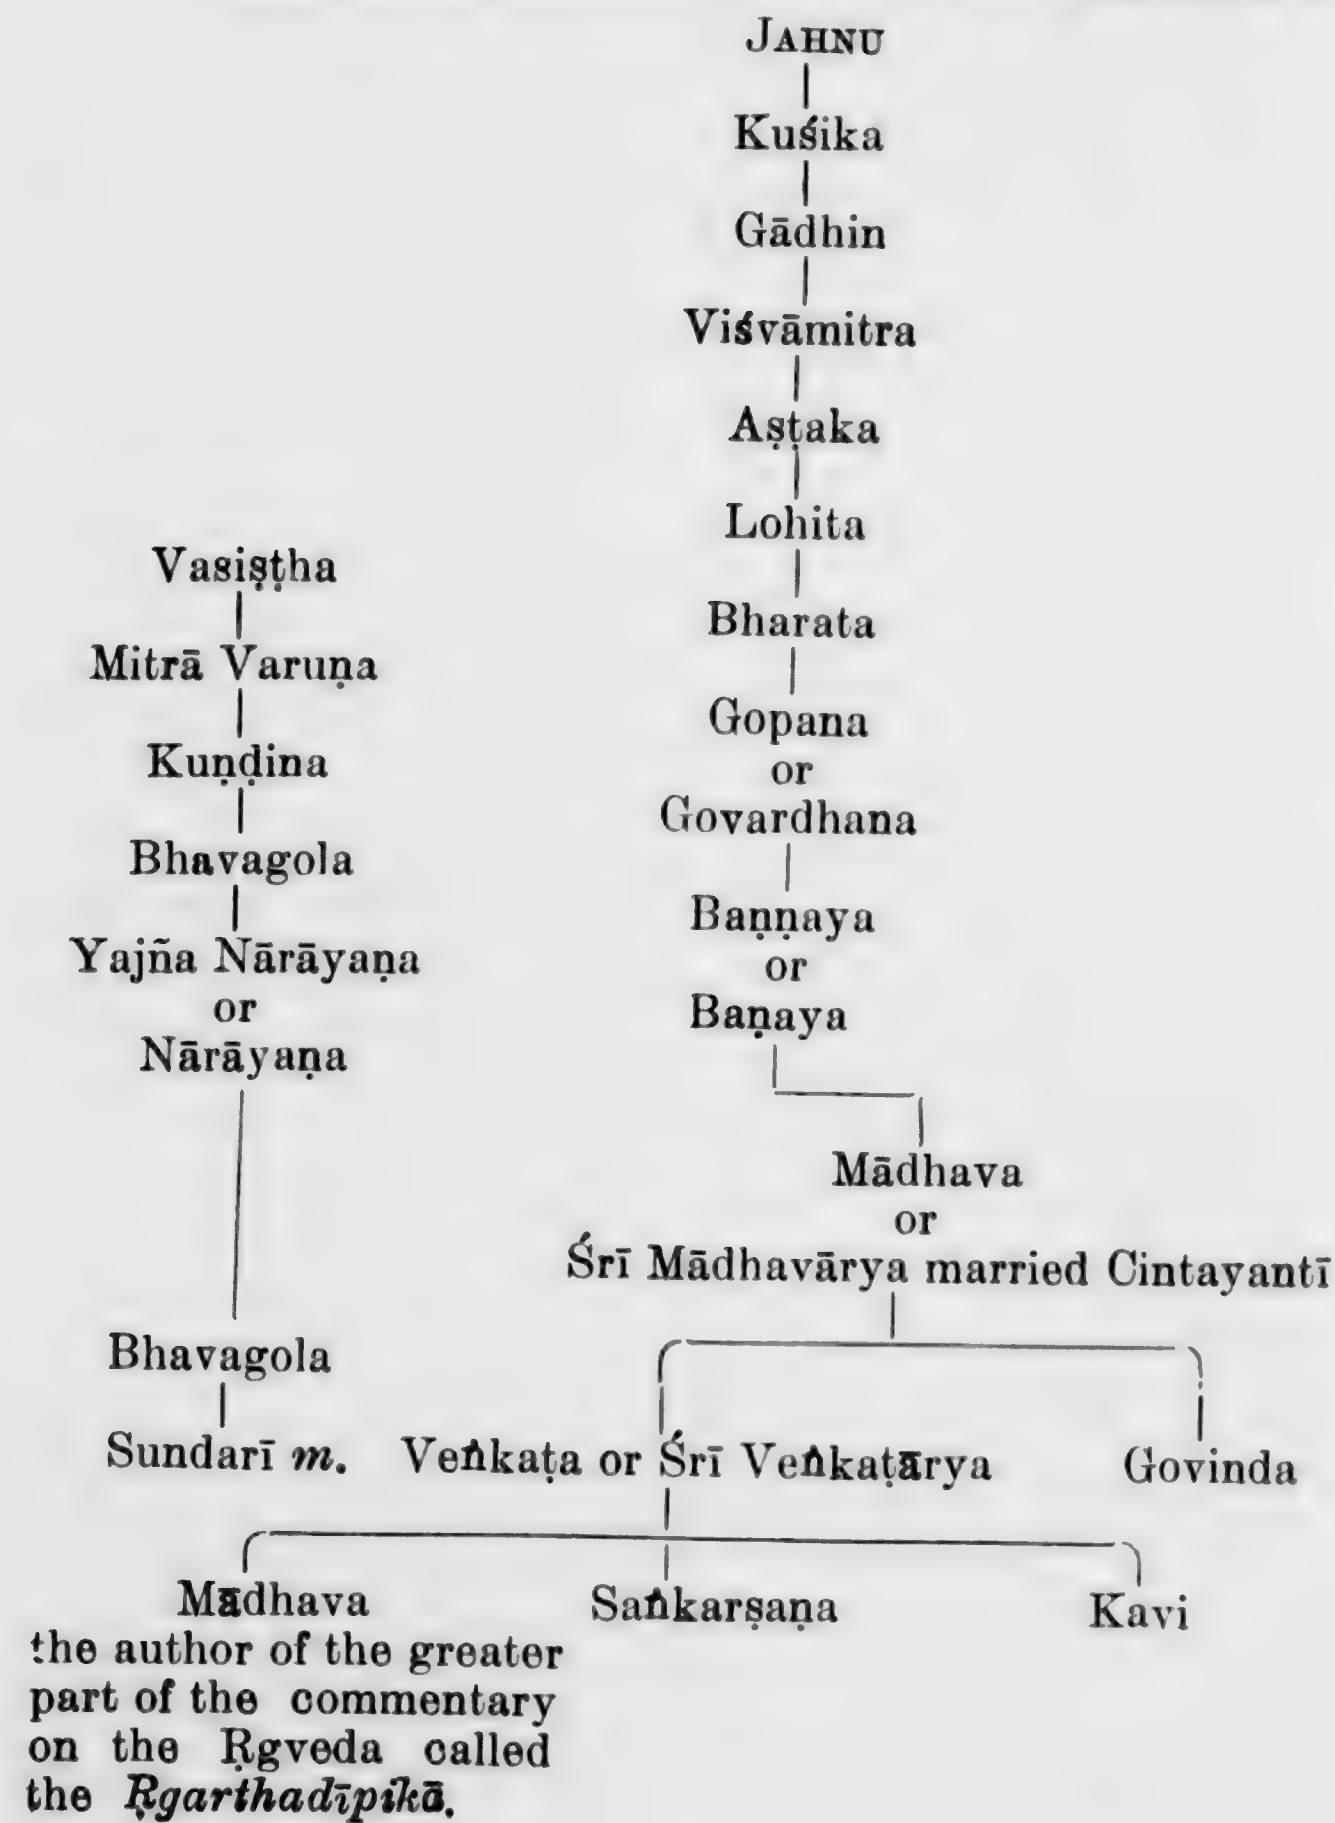 JAHNU
Kuśika
Gādhin
Viśvāmitra
Aṣṭaka
Lohita
Bharata
Gopana
or
Govardhana
Baṇṇaya
or
Baṇaya
Vasiṣṭha
Mitrā Varuṇa
Kuṇḍina
Bhavagola
Yajña Nārāyaṇa
or
Nārāyaṇa
Mādhava
or
Śrī Mādhavārya married Cintayantī
Bhavagola
Sundarī m. Veṅkaṭa or Śrī Veṅkaṭārya Govinda
Mādhava Saṅkarṣaṇa Kavi
the author of the greater
part of the commentary
on the Ṛgveda called
the Ṛgarthadīpikā.